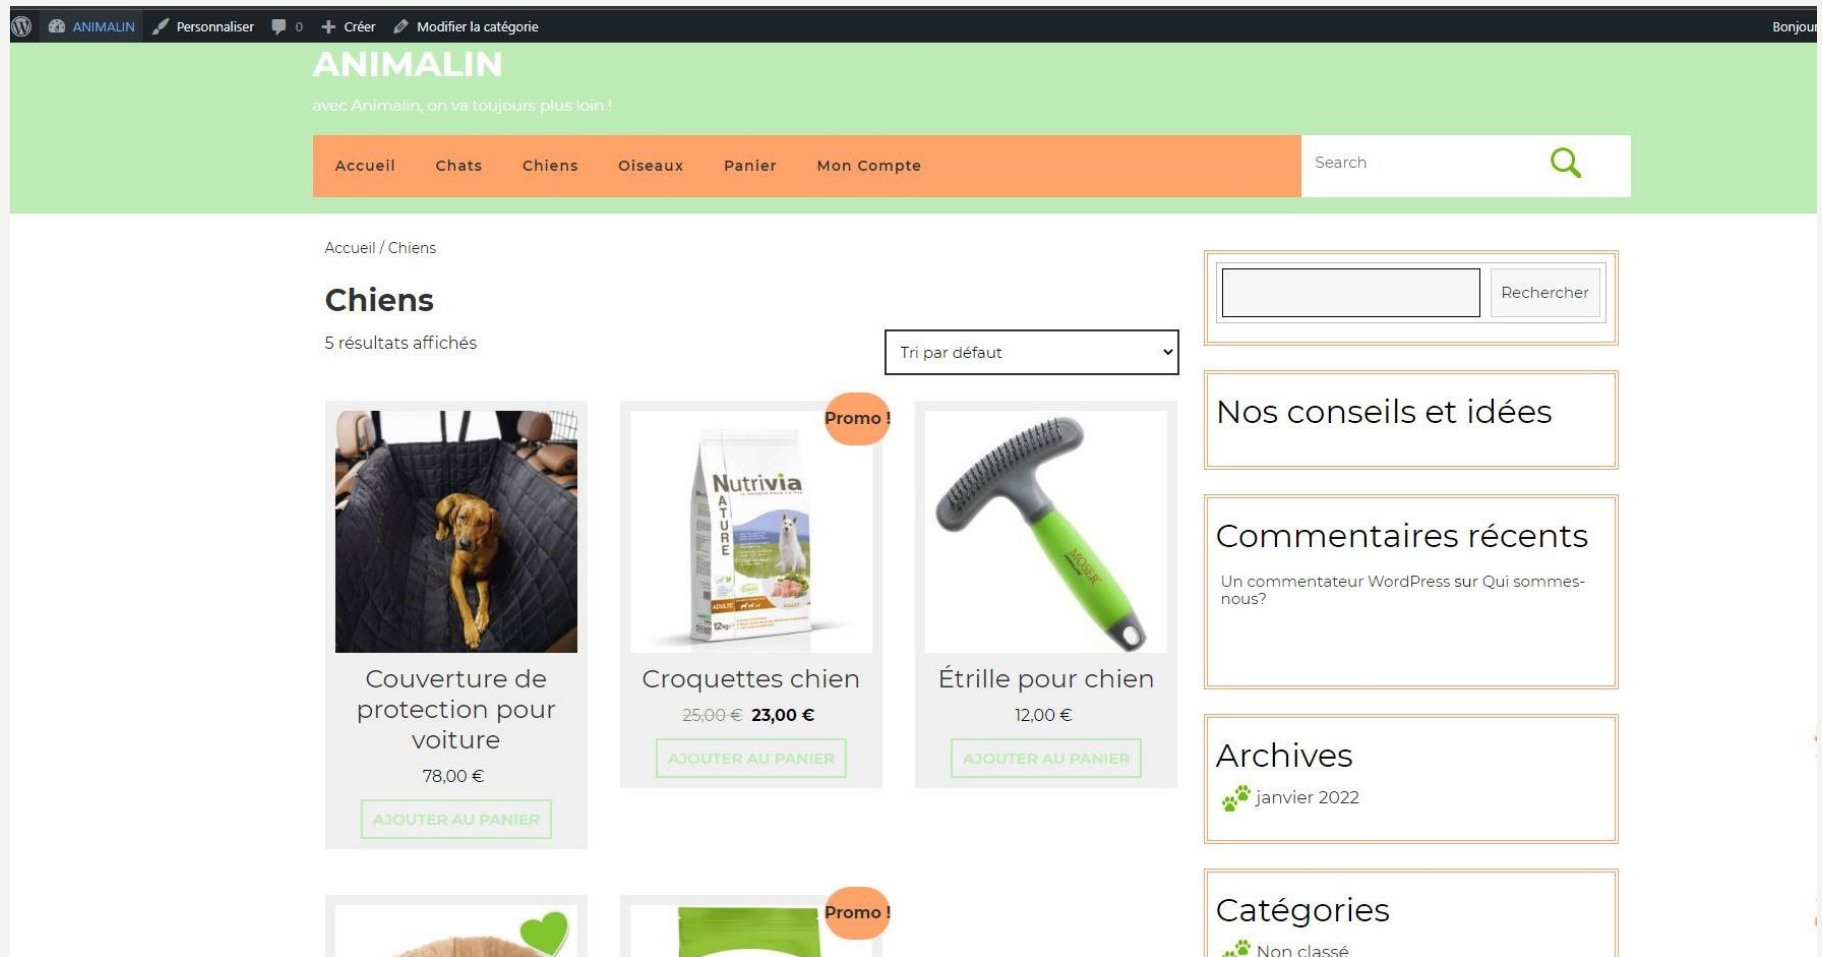 ANIMALIN Personnaliser 0 Créer Modifier la catégorie Bonjour
ANIMALIN
avec Animalin, on va toujours plus loin !
Accueil Chats Chiens Oiseaux Panier Mon Compte Search
Accueil / Chiens
Chiens
5 résultats affichés
Tri par défaut
Promo !
Nutrivia
NATURE
ADULTE
12kg
MOSER
Couverture de
protection pour
voiture
78,00 €
AJOUTER AU PANIER
Croquettes chien
25,00 € 23,00 €
AJOUTER AU PANIER
Étrille pour chien
12,00 €
AJOUTER AU PANIER
Promo !
Rechercher
Nos conseils et idées
Commentaires récents
Un commentateur WordPress sur Qui sommes-
nous?
Archives
janvier 2022
Catégories
Non classé